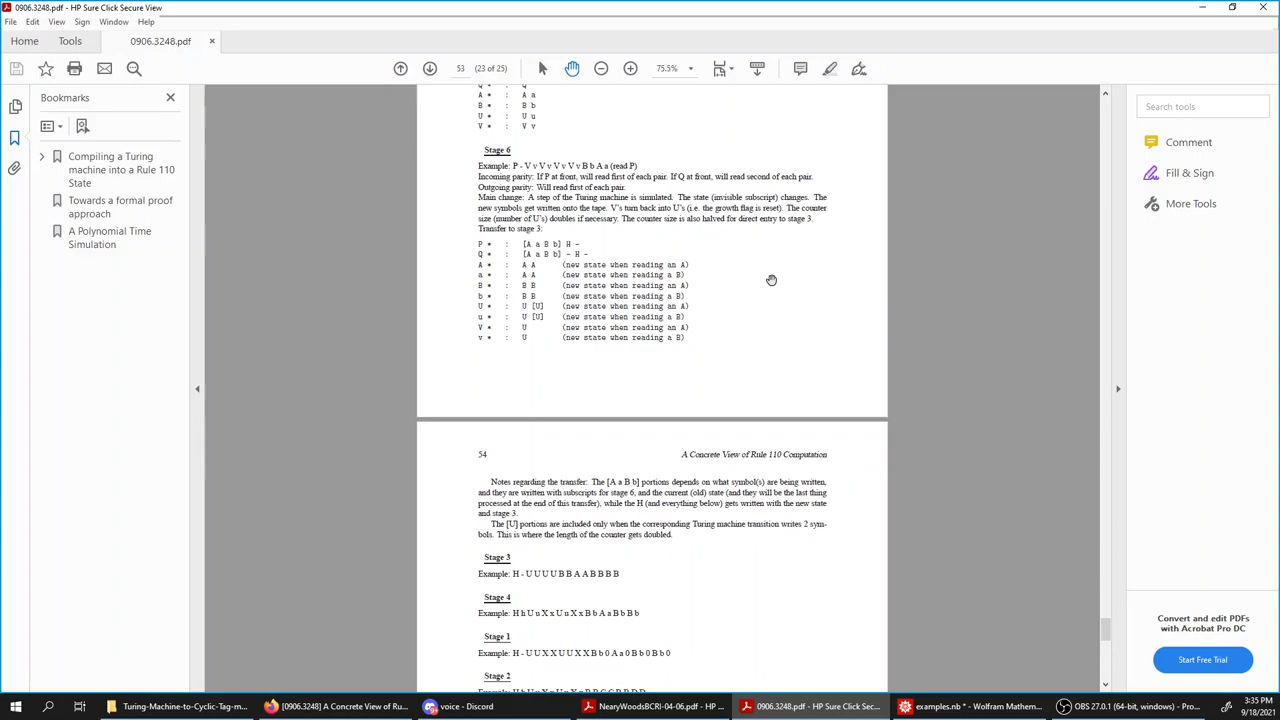 0906.3248.pdf - HP Sure Click Secure View
File Edit View Sign Window Help
Home Tools 0906.3248.pdf ×
53 (23 of 25) 75.5%
Bookmarks
Compiling a Turing
machine into a Rule 110
State
Towards a formal proof
approach
A Polynomial Time
Simulation
A * : A a
B * : B b
U * : U u
V * : V v
Stage 6
Example: P - V v V v V v V v B b A a (read P)
Incoming parity: If P at front, will read first of each pair. If Q at front, will read second of each pair.
Outgoing parity: Will read first of each pair.
Main change: A step of the Turing machine is simulated. The state (invisible subscript) changes. The
new symbols get written onto the tape. V's turn back into U's (i.e. the growth flag is reset). The counter
size (number of U's) doubles if necessary. The counter size is also halved for direct entry to stage 3.
Transfer to stage 3:
P * : [A a B b] H -
Q * : [A a B b] - H -
A * : A A (new state when reading an A)
a * : A A (new state when reading a B)
B * : B B (new state when reading an A)
b * : B B (new state when reading a B)
U * : U [U] (new state when reading an A)
u * : U [U] (new state when reading a B)
V * : U (new state when reading an A)
v * : U (new state when reading a B)
54 A Concrete View of Rule 110 Computation
Notes regarding the transfer: The [A a B b] portions depends on what symbol(s) are being written,
and they are written with subscripts for stage 6, and the current (old) state (and they will be the last thing
processed at the end of this transfer), while the H (and everything below) gets written with the new state
and stage 3.
The [U] portions are included only when the corresponding Turing machine transition writes 2 sym-
bols. This is where the length of the counter gets doubled.
Stage 3
Example: H - U U U U B B A A B B B B
Stage 4
Example: H h U u X x U u X x B b A a B b B b
Stage 1
Example: H - U U X X U U X X B b 0 A a 0 B b 0 B b 0
Stage 2
Search tools
Comment
Fill & Sign
More Tools
Convert and edit PDFs
with Acrobat Pro DC
Start Free Trial
Turing-Machine-to-Cyclic-Tag-m... [0906.3248] A Concrete View of Ru... voice - Discord NearyWoodsBCRI-04-06.pdf - HP ... 0906.3248.pdf - HP Sure Click Sec... examples.nb * - Wolfram Mathem... OBS 27.0.1 (64-bit, windows) - Pr...
3:35 PM
9/18/2021